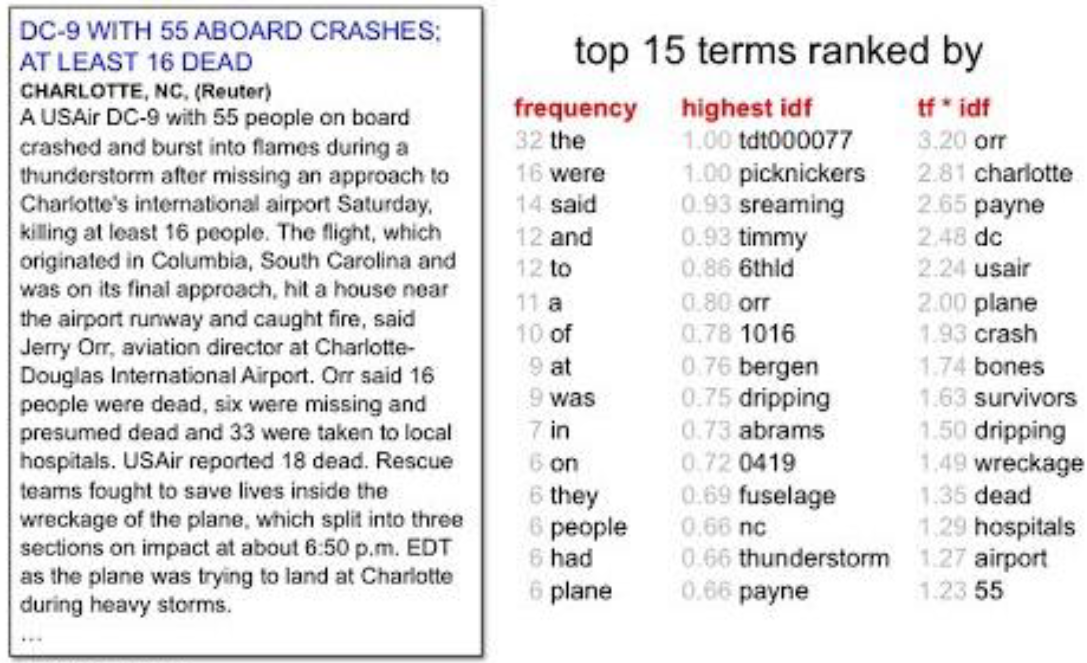 DC-9 WITH 55 ABOARD CRASHES;
AT LEAST 16 DEAD
CHARLOTTE, NC, (Reuter)
A USAir DC-9 with 55 people on board
crashed and burst into flames during a
thunderstorm after missing an approach to
Charlotte's international airport Saturday,
killing at least 16 people. The flight, which
originated in Columbia, South Carolina and
was on its final approach, hit a house near
the airport runway and caught fire, said
Jerry Orr, aviation director at Charlotte-
Douglas International Airport. Orr said 16
people were dead, six were missing and
presumed dead and 33 were taken to local
hospitals. USAir reported 18 dead. Rescue
teams fought to save lives inside the
wreckage of the plane, which split into three
sections on impact at about 6:50 p.m. EDT
as the plane was trying to land at Charlotte
during heavy storms.
...
top 15 terms ranked by
frequency highest idf tf * idf
32 the 1.00 tdt000077 3.20 orr
16 were 1.00 picknickers 2.81 charlotte
14 said 0.93 sreaming 2.65 payne
12 and 0.93 timmy 2.48 dc
12 to 0.86 6thld 2.24 usair
11 a 0.80 orr 2.00 plane
10 of 0.78 1016 1.93 crash
9 at 0.76 bergen 1.74 bones
9 was 0.75 dripping 1.63 survivors
7 in 0.73 abrams 1.50 dripping
6 on 0.72 0419 1.49 wreckage
6 they 0.69 fuselage 1.35 dead
6 people 0.66 nc 1.29 hospitals
6 had 0.66 thunderstorm 1.27 airport
6 plane 0.66 payne 1.23 55